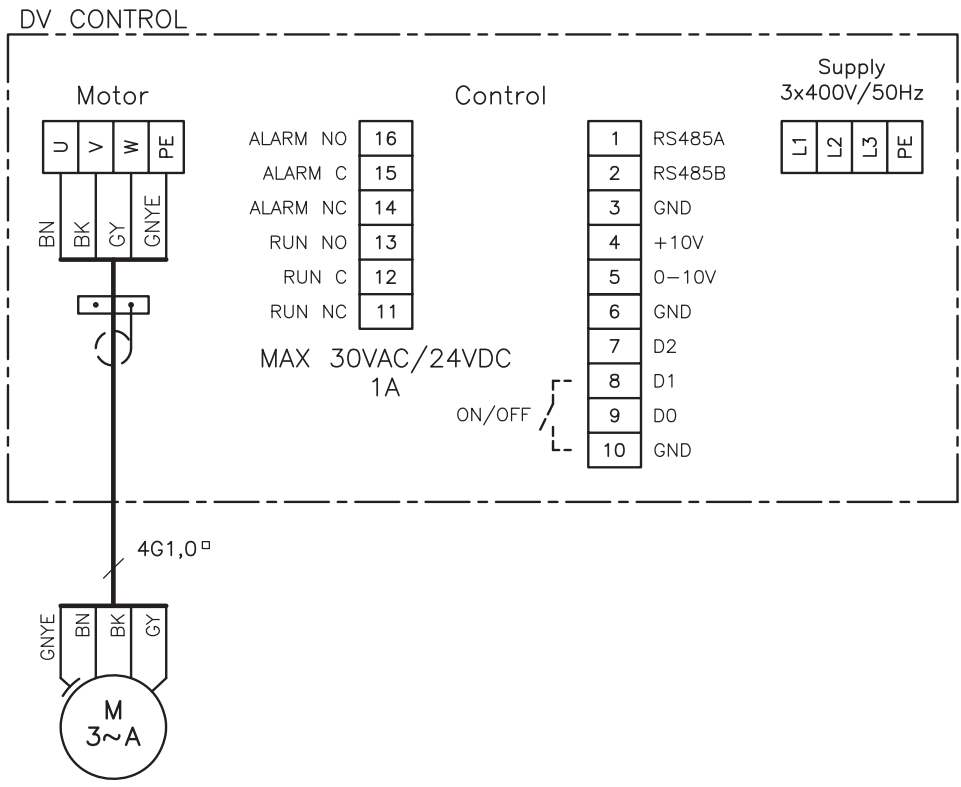 DV CONTROL
Motor
Control
Supply
3x400V/50Hz
U V W PE
BN BK GY GNYE
ALARM NO 16
ALARM C 15
ALARM NC 14
RUN NO 13
RUN C 12
RUN NC 11
MAX 30VAC/24VDC
1A
1 RS485A
2 RS485B
3 GND
4 +10V
5 0-10V
6 GND
7 D2
8 D1
9 D0
10 GND
ON/OFF
L1 L2 L3 PE
4G1,0□
GNYE BN BK GY
M
3~A